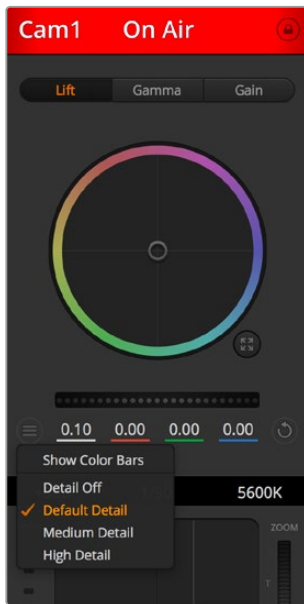 Cam1 On Air
Lift Gamma Gain
0.10 0.00 0.00 0.00
Show Color Bars
Detail Off
5600K
Default Detail
Medium Detail
ZOOM
High Detail
T